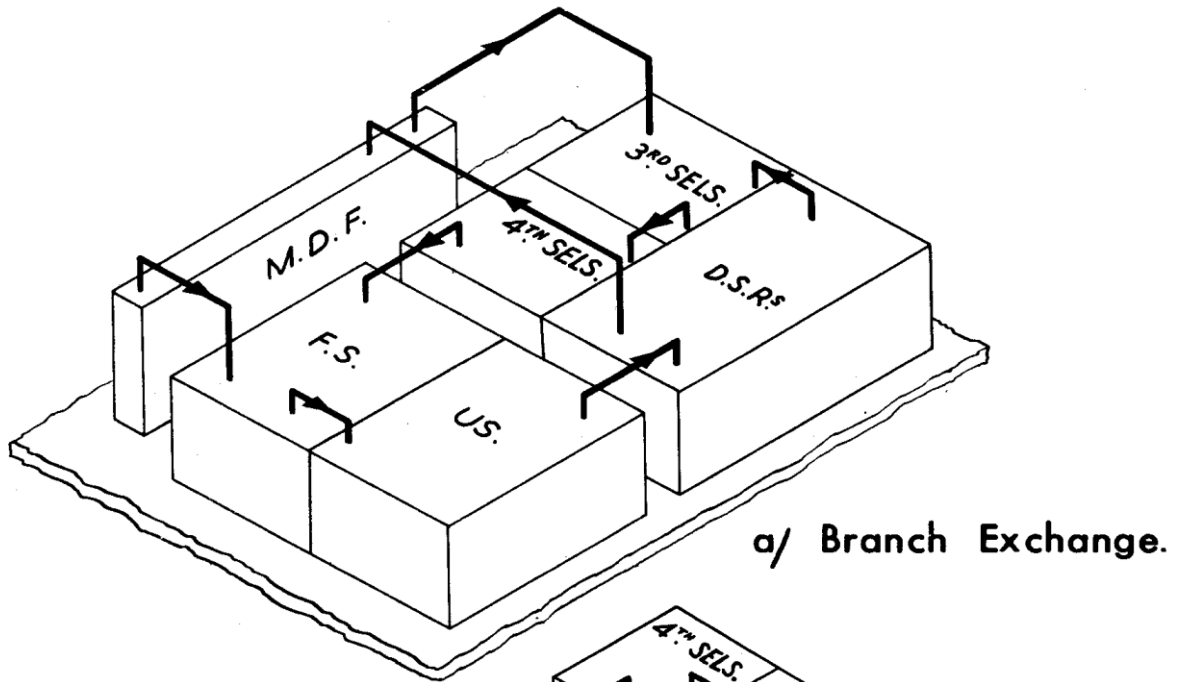 3RD SELS.
M.D.F.
4TH SELS.
D.S.R.s
F.S.
US.
a/ Branch Exchange.
4TH SELS.